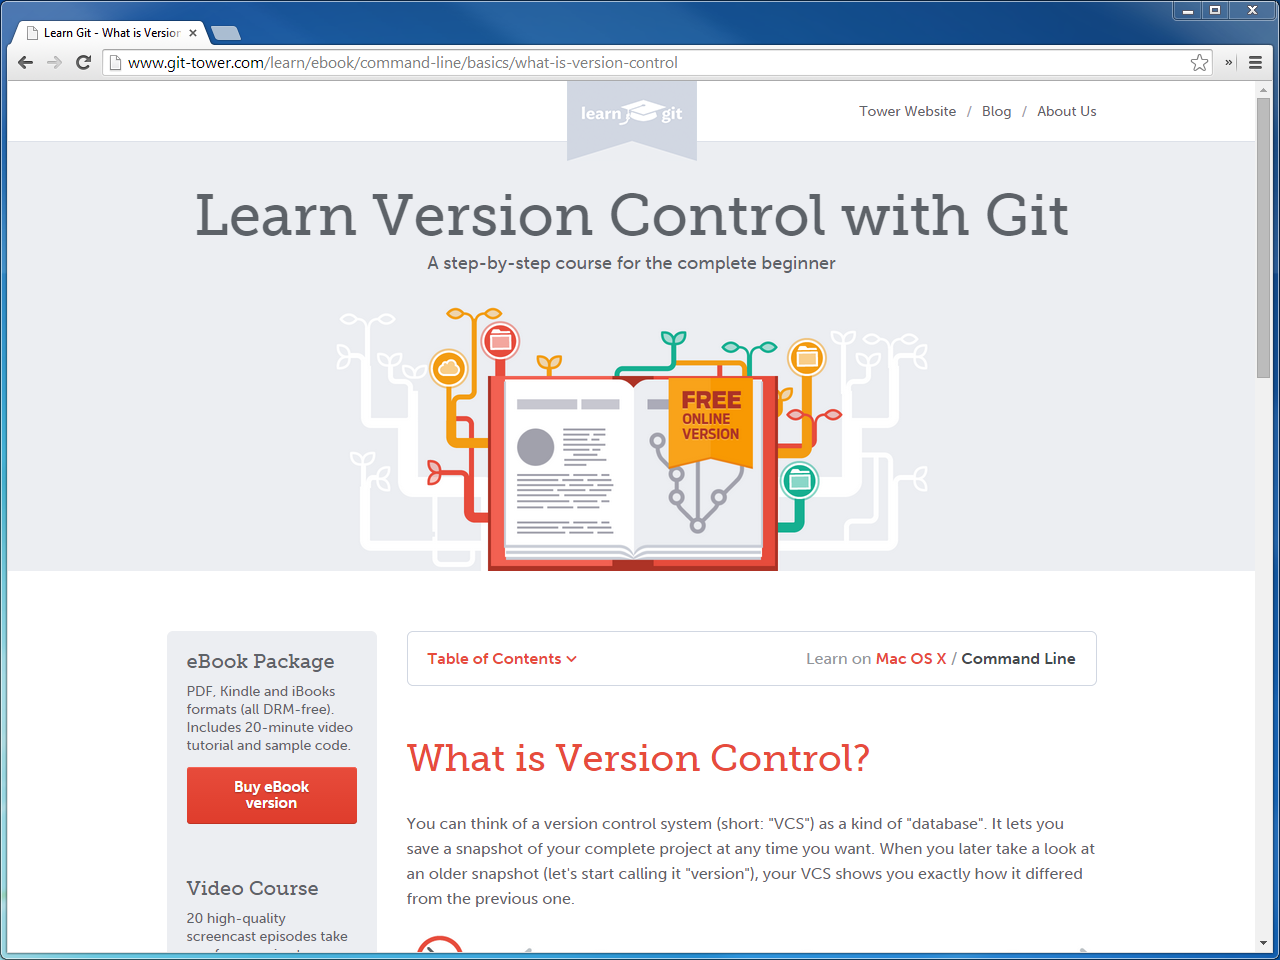 Learn Git - What is Version
www.git-tower.com/learn/ebook/command-line/basics/what-is-version-control
»
learn git
Tower Website / Blog / About Us
Learn Version Control with Git
A step-by-step course for the complete beginner
FREE
ONLINE
VERSION
eBook Package
PDF, Kindle and iBooks
formats (all DRM-free).
Includes 20-minute video
tutorial and sample code.
Buy eBook
version
Video Course
20 high-quality
screencast episodes take
Table of Contents
Learn on Mac OS X / Command Line
What is Version Control?
You can think of a version control system (short: "VCS") as a kind of "database". It lets you
save a snapshot of your complete project at any time you want. When you later take a look at
an older snapshot (let's start calling it "version"), your VCS shows you exactly how it differed
from the previous one.